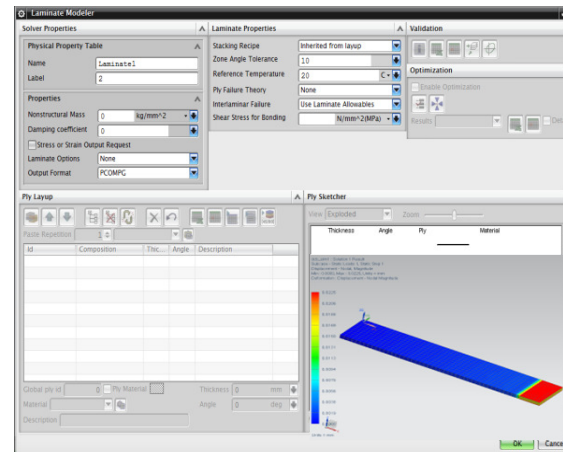 Laminate Modeler
Solver Properties
Physical Property Table
Name Laminate1
Label 2
Properties
Nonstructural Mass 0 kg/mm^2
Damping coefficient 0
Stress or Strain Output Request
Laminate Options None
Output Format PCOMPG
Laminate Properties
Stacking Recipe Inherited from layup
Zone Angle Tolerance 10
Reference Temperature 20 C
Ply Failure Theory None
Interlaminar Failure Use Laminate Allowables
Shear Stress for Bonding N/mm^2(MPa)
Validation
Optimization
Enable Optimization
Results
Ply Layup
Paste Repetition 1
Id Composition Thic... Angle Description
Global ply id 0 Ply Material Thickness 0 mm
Material Angle 0 deg
Description
Ply Sketcher
View Exploded Zoom
Thickness Angle Ply Material
OK Cance